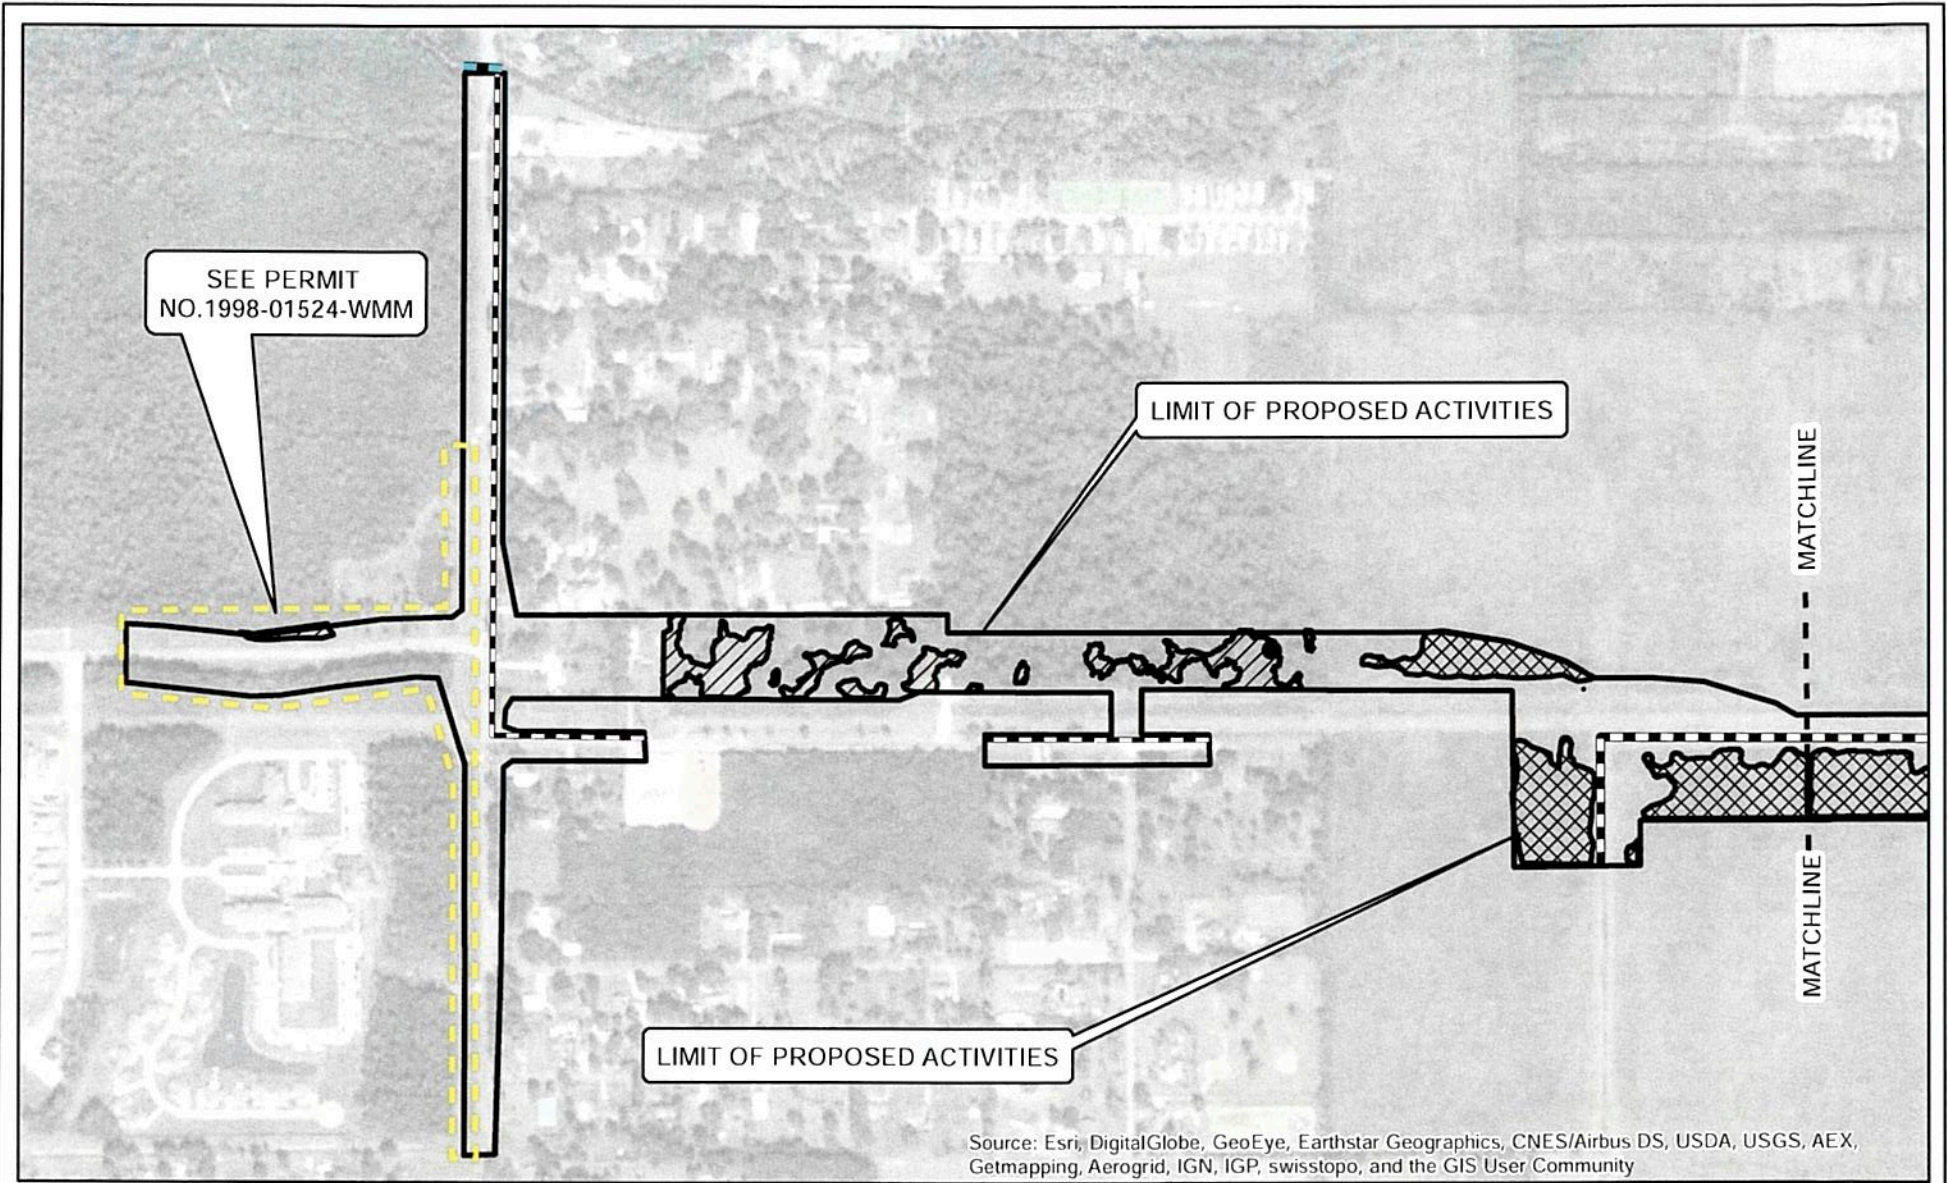 SEE PERMIT
NO.1998-01524-WMM
LIMIT OF PROPOSED ACTIVITIES
MATCHLINE
MATCHLINE
LIMIT OF PROPOSED ACTIVITIES
Source: Esri, DigitalGlobe, GeoEye, Earthstar Geographics, CNES/Airbus DS, USDA, USGS, AEX,
Getmapping, Aerogrid, IGN, IGP, swisstopo, and the GIS User Community